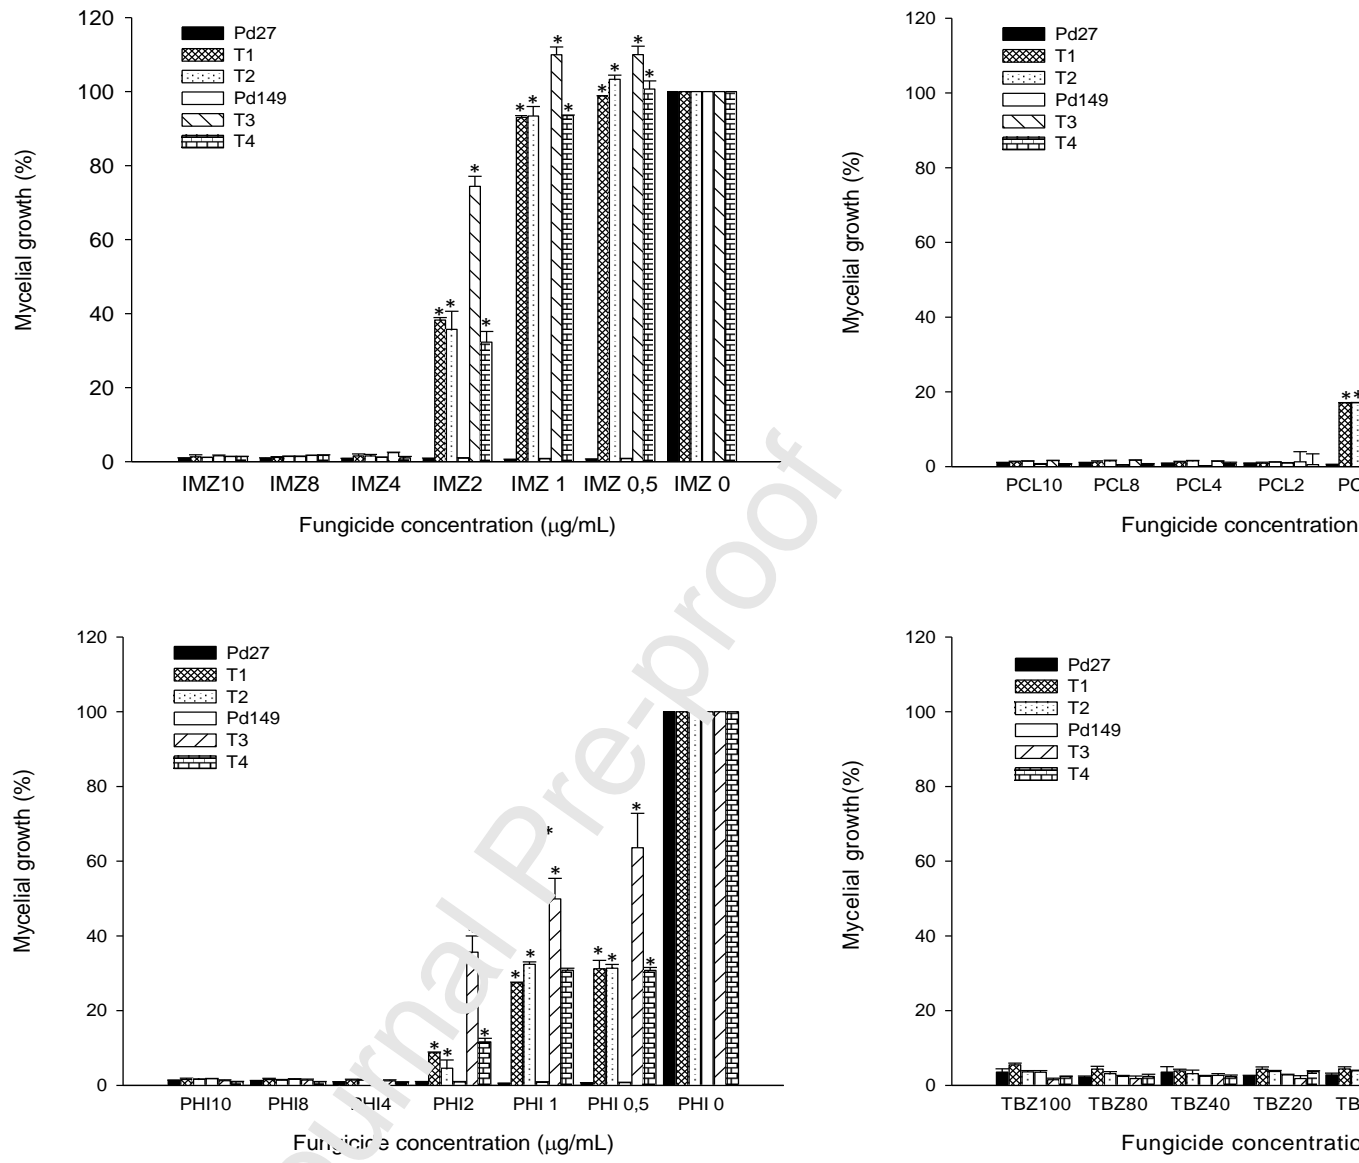 120
100
80
60
40
20
0
Mycelial growth (%)
Pd27
T1
T2
Pd149
T3
T4
* * * * * * * * * * * *
IMZ10 IMZ8 IMZ4 IMZ2 IMZ 1 IMZ 0,5 IMZ 0
Fungicide concentration (µg/mL)
120
100
80
60
40
20
0
Mycelial growth (%)
Pd27
T1
T2
Pd149
T3
T4
**
PCL10 PCL8 PCL4 PCL2
Fungicide concentration
120
100
80
60
40
20
0
Mycelial growth (%)
Pd27
T1
T2
Pd149
T3
T4
* * * * * * * * * * *
PHI10 PHI8 PHI4 PHI2 PHI 1 PHI 0,5 PHI 0
Fungicide concentration (µg/mL)
120
100
80
60
40
20
0
Mycelial growth(%)
Pd27
T1
T2
Pd149
T3
T4
TBZ100 TBZ80 TBZ40 TBZ20
Fungicide
Pre-proof